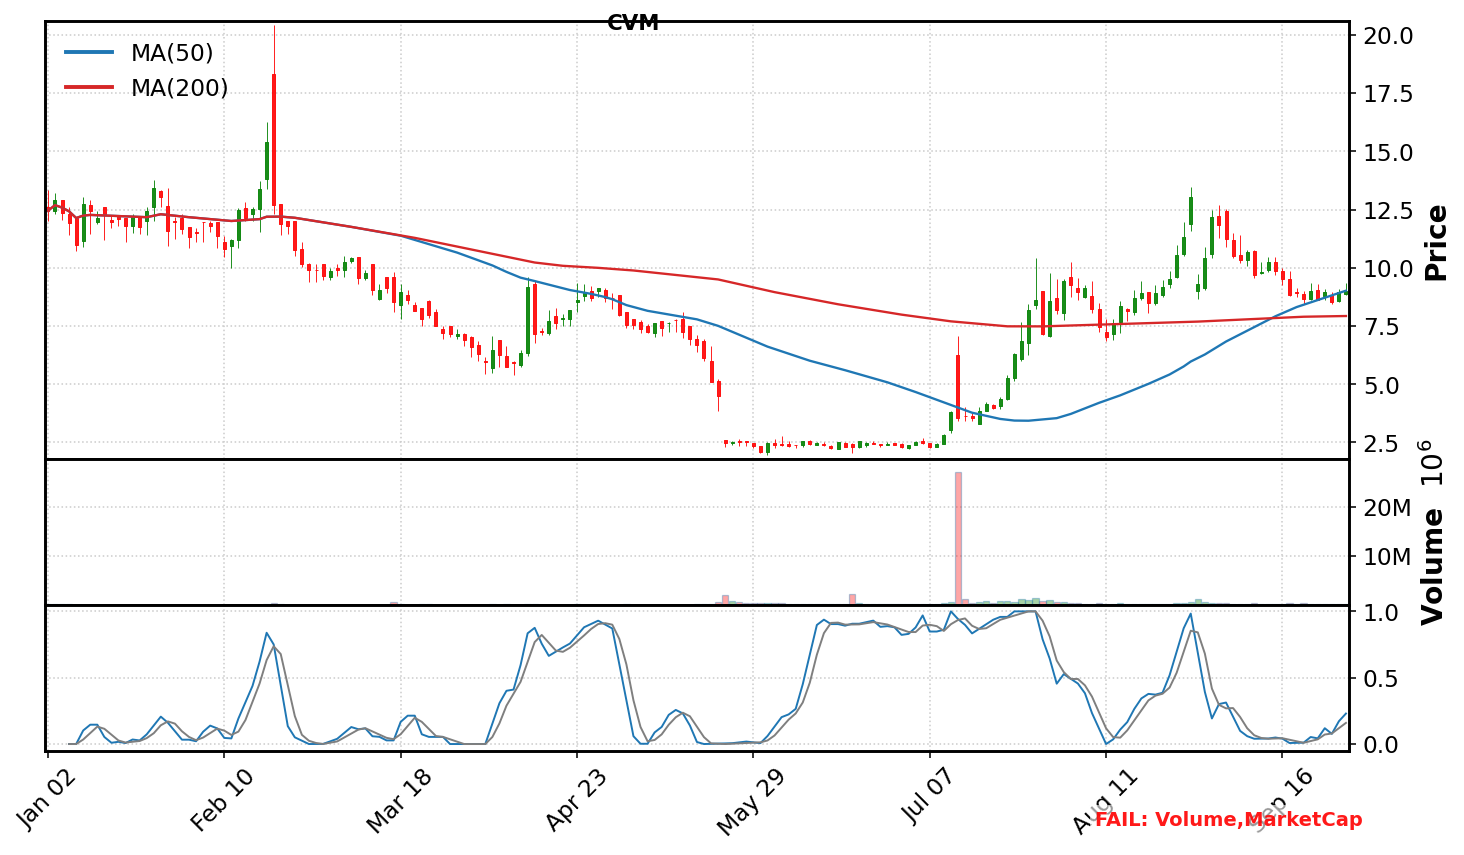 CVM
MA(50)
MA(200)
20.0
17.5
15.0
12.5
10.0
7.5
5.0
2.5
Price
20M
10M
Volume 10^6
1.0
0.5
0.0
Jan 02
Feb 10
Mar 18
Apr 23
May 29
Jul 07
Aug 11
Sep 16
FAIL: Volume,MarketCap